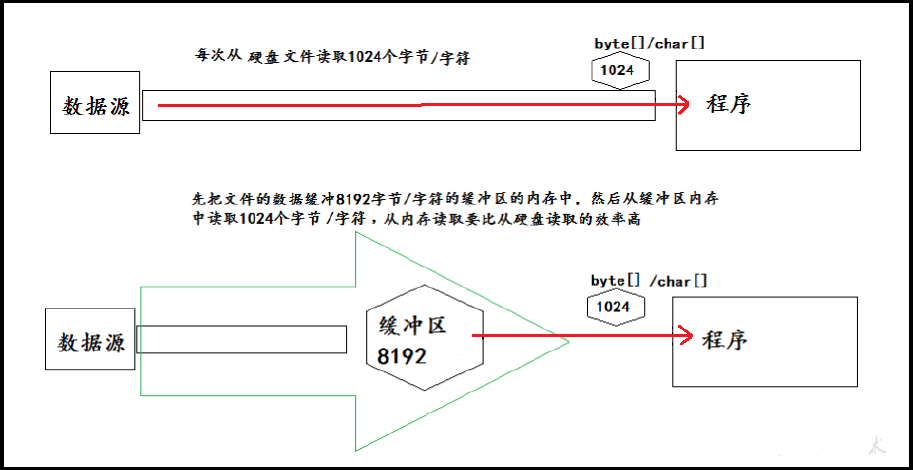 每次从 硬盘文件读取1024个字节/字符
byte[]/char[]
1024
数据源
程序
先把文件的数据缓冲8192字节/字符的缓冲区的内存中. 然后从缓冲区内存
中读取1024个字节 /字符 , 从内存读取要比从硬盘读取的效率高
byte[] /char[]
1024
数据源
缓冲区
8192
程序
术